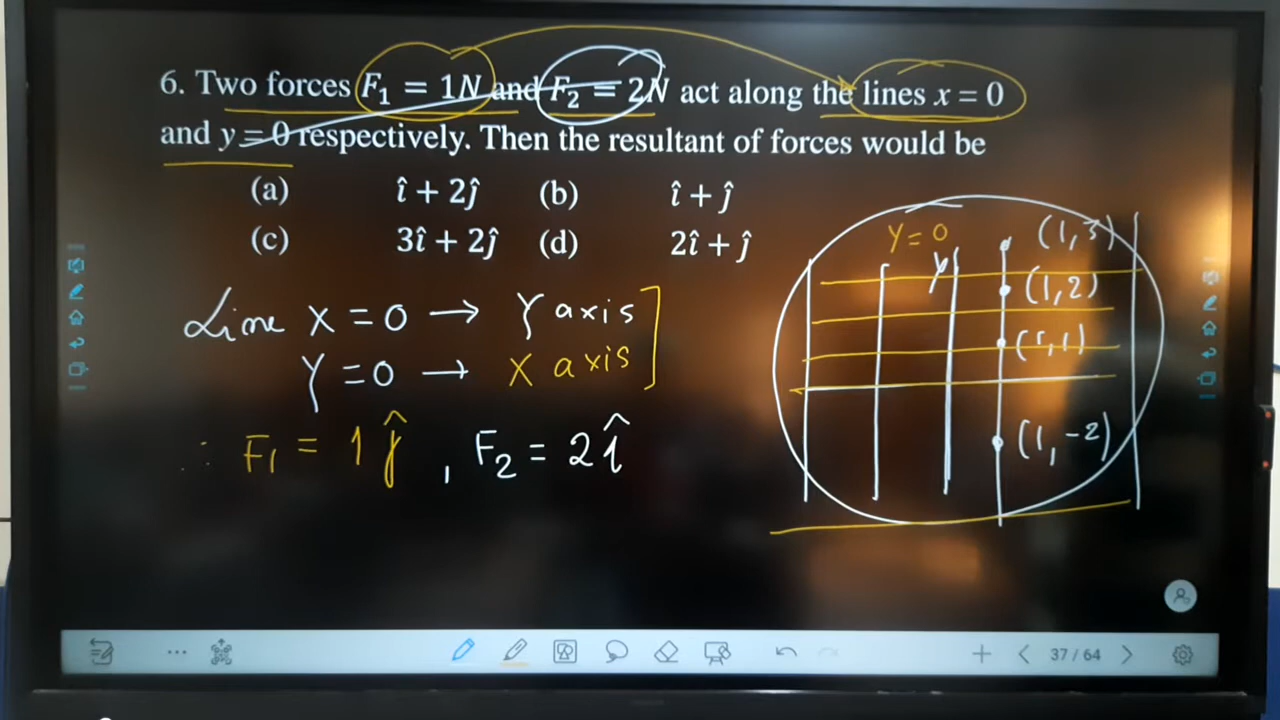 6. Two forces F₁ = 1N and F₂ = 2N act along the lines x = 0
and y = 0 respectively. Then the resultant of forces would be
(a) î + 2ĵ (b) î + ĵ
(c) 3î + 2ĵ (d) 2î + ĵ
Line X = 0 → Y axis
Y = 0 → X axis
∴ F₁ = 1ĵ , F₂ = 2î
Y = 0
y
(1,3)
(1,2)
(1,1)
(1,-2)
37 / 64